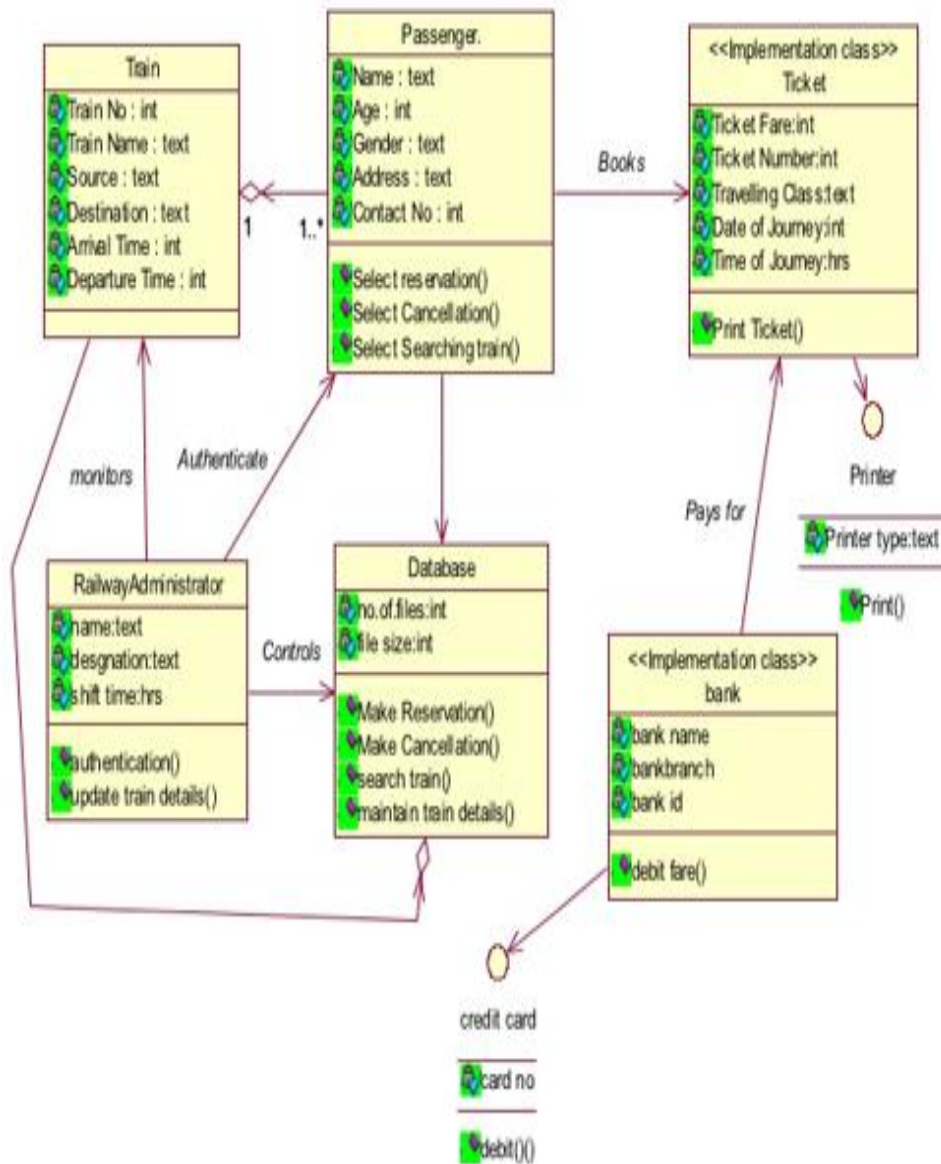 Train
Train No : int
Train Name : text
Source : text
Destination : text
Arrival Time : int
Departure Time : int
1
1..*
Passenger.
Name : text
Age : int
Gender : text
Address : text
Contact No : int
Select reservation()
Select Cancellation()
Select Searching train()
Books
<<Implementation class>>
Ticket
Ticket Fare:int
Ticket Number:int
Travelling Class:text
Date of Journey:int
Time of Journey:hrs
Print Ticket()
monitors
Authenticate
Pays for
Printer
Printer type:text
Print()
RailwayAdministrator
name:text
desgnation:text
shift time:hrs
authentication()
update train details()
Controls
Database
no.of.files:int
file size:int
Make Reservation()
Make Cancellation()
search train()
maintain train details()
<<Implementation class>>
bank
bank name
bankbranch
bank id
debit fare()
credit card
card no
debit()()